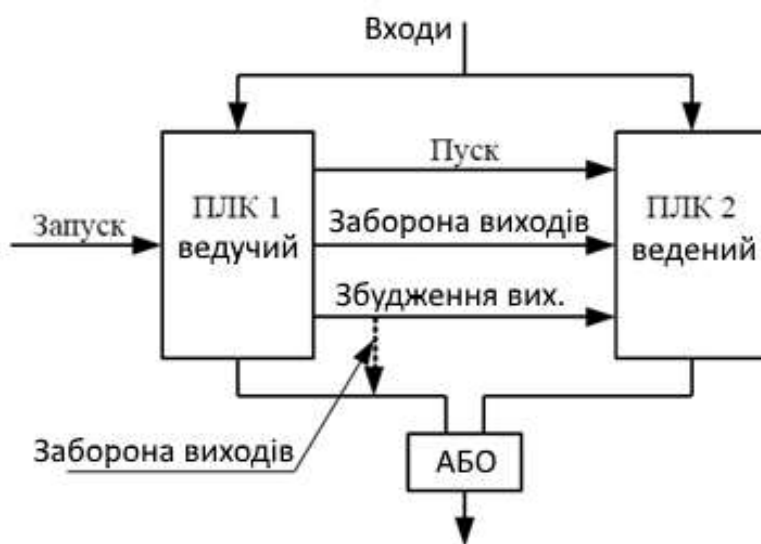 Входи
Пуск
ПЛК 1
ведучий
ПЛК 2
ведений
Запуск
Заборона виходів
Збудження вих.
Заборона виходів
АБО